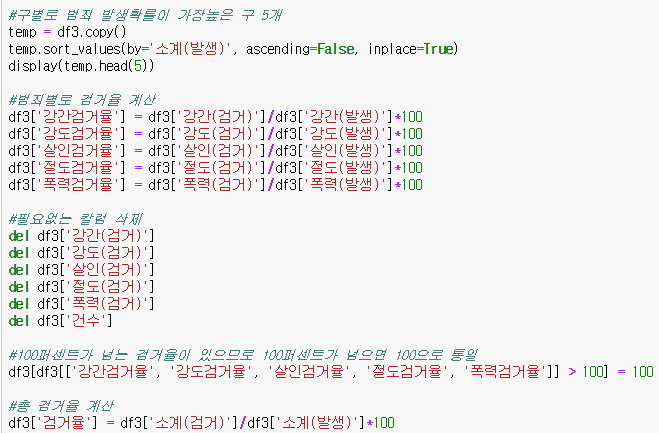 #구별로 범죄 발생확률이 가장높은 구 5개
temp = df3.copy()
temp.sort_values(by='소계(발생)', ascending=False, inplace=True)
display(temp.head(5))
#범죄별로 검거율 계산
df3['강간검거율'] = df3['강간(검거)']/df3['강간(발생)']*100
df3['강도검거율'] = df3['강도(검거)']/df3['강도(발생)']*100
df3['살인검거율'] = df3['살인(검거)']/df3['살인(발생)']*100
df3['절도검거율'] = df3['절도(검거)']/df3['절도(발생)']*100
df3['폭력검거율'] = df3['폭력(검거)']/df3['폭력(발생)']*100
#필요없는 칼럼 삭제
del df3['강간(검거)']
del df3['강도(검거)']
del df3['살인(검거)']
del df3['절도(검거)']
del df3['폭력(검거)']
del df3['건수']
#100퍼센트가 넘는 검거율이 있으므로 100퍼센트가 넘으면 100으로 통일
df3[df3[['강간검거율', '강도검거율', '살인검거율', '절도검거율', '폭력검거율']] > 100] = 100
#총 검거율 계산
df3['검거율'] = df3['소계(검거)']/df3['소계(발생)']*100